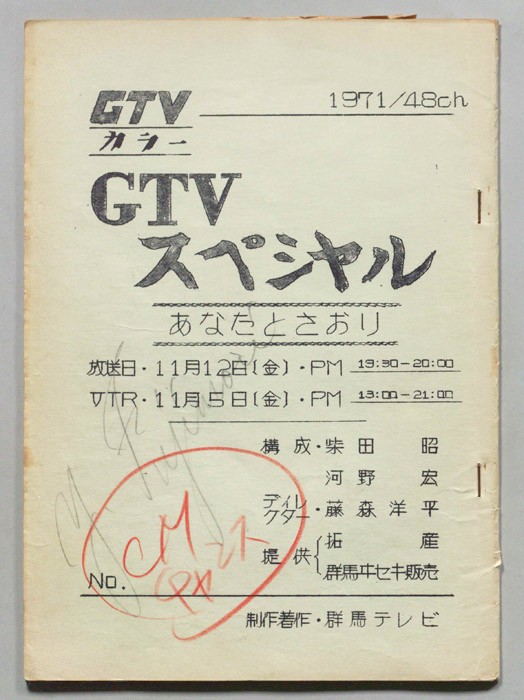 GTV
カラー
1971/48ch
GTV
スペシャル
あなたとさおり
放送日・11月12日(金)・PM 19:30-20:00
VTR・11月5日(金)・PM 13:00-21:00
構成・柴田 昭
河野 宏
ディレクター・藤森洋平
提供 拓産
群馬ヰセキ販売
No.
CM
制作著作・群馬テレビ